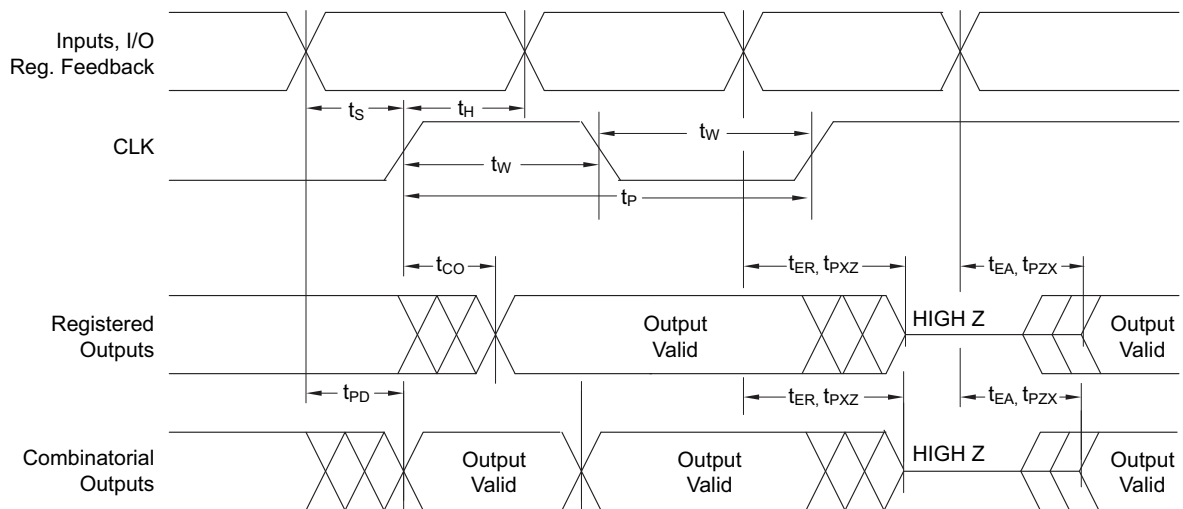 Inputs, I/O
Reg. Feedback
tS
tH
CLK
tW
tW
tP
tCO
tER, tPXZ
tEA, tPZX
Registered
Outputs
Output
Valid
HIGH Z
Output
Valid
tPD
tER, tPXZ
tEA, tPZX
Combinatorial
Outputs
Output
Valid
Output
Valid
HIGH Z
Output
Valid